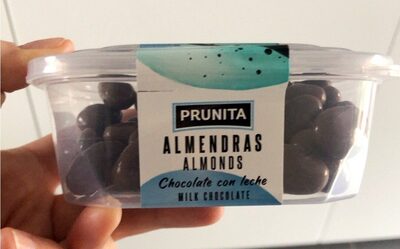 PRUNITA
ALMENDRAS
ALMONDS
Chocolate con leche
MILK CHOCOLATE